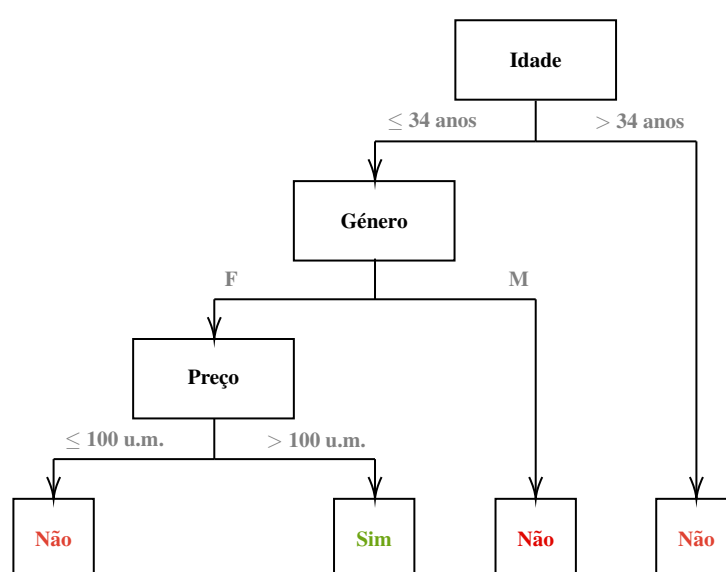 Idade
≤ 34 anos
> 34 anos
Género
F
M
Preço
≤ 100 u.m.
> 100 u.m.
Não
Sim
Não
Não